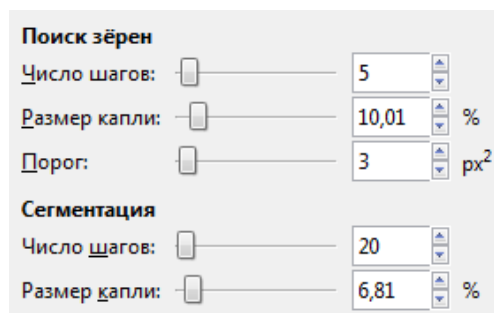 Поиск зёрен
Число шагов: 5
Размер капли: 10,01 %
Порог: 3 px²
Сегментация
Число шагов: 20
Размер капли: 6,81 %